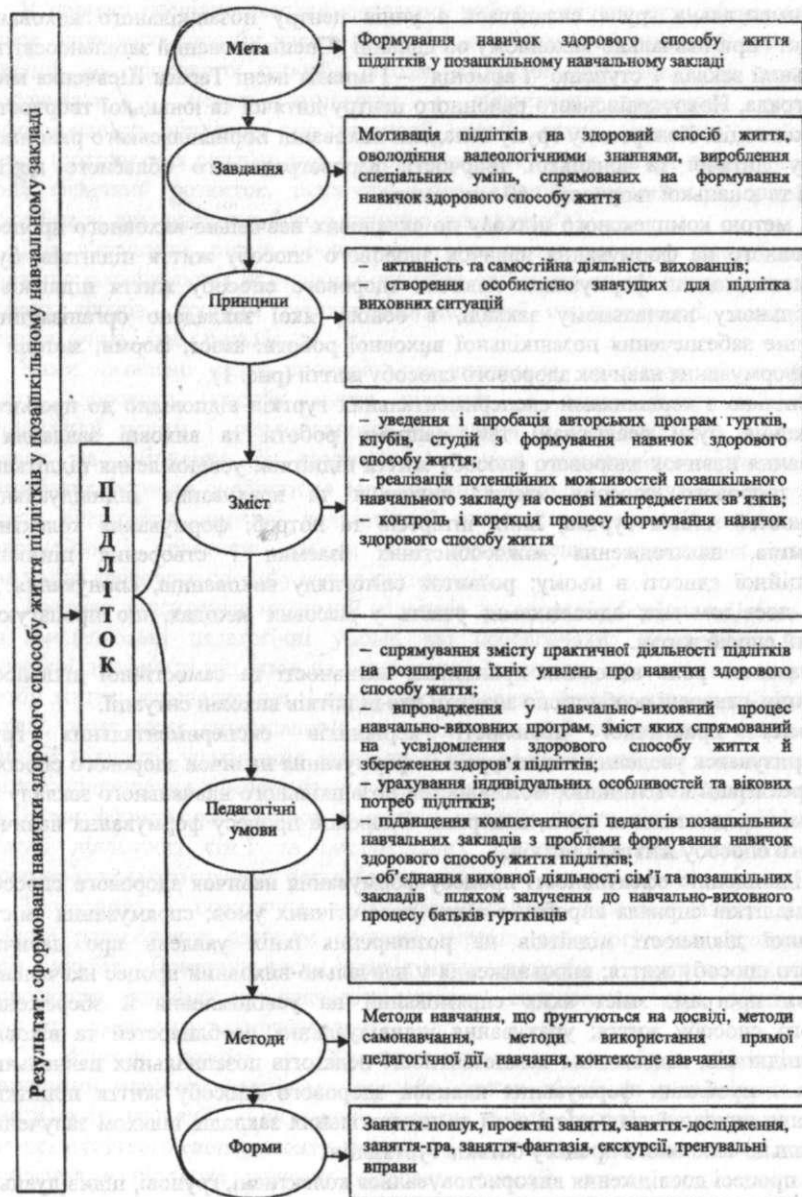 Результат: сформовані навички здорового способу життя підлітків у позашкільному навчальному закладі
ПІДЛІТОК
Мета
Формування навичок здорового способу життя
підлітків у позашкільному навчальному закладі
Завдання
Мотивація підлітків на здоровий спосіб життя,
оволодіння валеологічними знаннями, вироблення
спеціальних умінь, спрямованих на формування
навичок здорового способу життя
Принципи
– активність та самостійна діяльність вихованців;
– створення особистісно значущих для підлітка
виховних ситуацій
Зміст
– уведення і апробація авторських програм гуртків,
клубів, студій з формування навичок здорового
способу життя;
– реалізація потенційних можливостей позашкільного
навчального закладу на основі міжпредметних зв`язків;
– контроль і корекція процесу формування навичок
здорового способу життя
Педагогічні
умови
– спрямування змісту практичної діяльності підлітків
на розширення їхніх уявлень про навички здорового
способу життя;
– впровадження у навчально-виховний процес
навчально-виховних програм, зміст яких спрямований
на усвідомлення здорового способу життя й
збереження здоров'я підлітків;
– урахування індивідуальних особливостей та вікових
потреб підлітків;
– підвищення компетентності педагогів позашкільних
навчальних закладів з проблеми формування навичок
здорового способу життя підлітків;
– об'єднання виховної діяльності сім'ї та позашкільних
закладів шляхом залучення до навчально-виховного
процесу батьків гуртківців
Методи
Методи навчання, що ґрунтуються на досвіді, методи
самонавчання, методи використання прямої
педагогічної дії, навчання, контекстне навчання
Форми
Заняття-пошук, проектні заняття, заняття-дослідження,
заняття-гра, заняття-фантазія, екскурсії, тренувальні
вправи